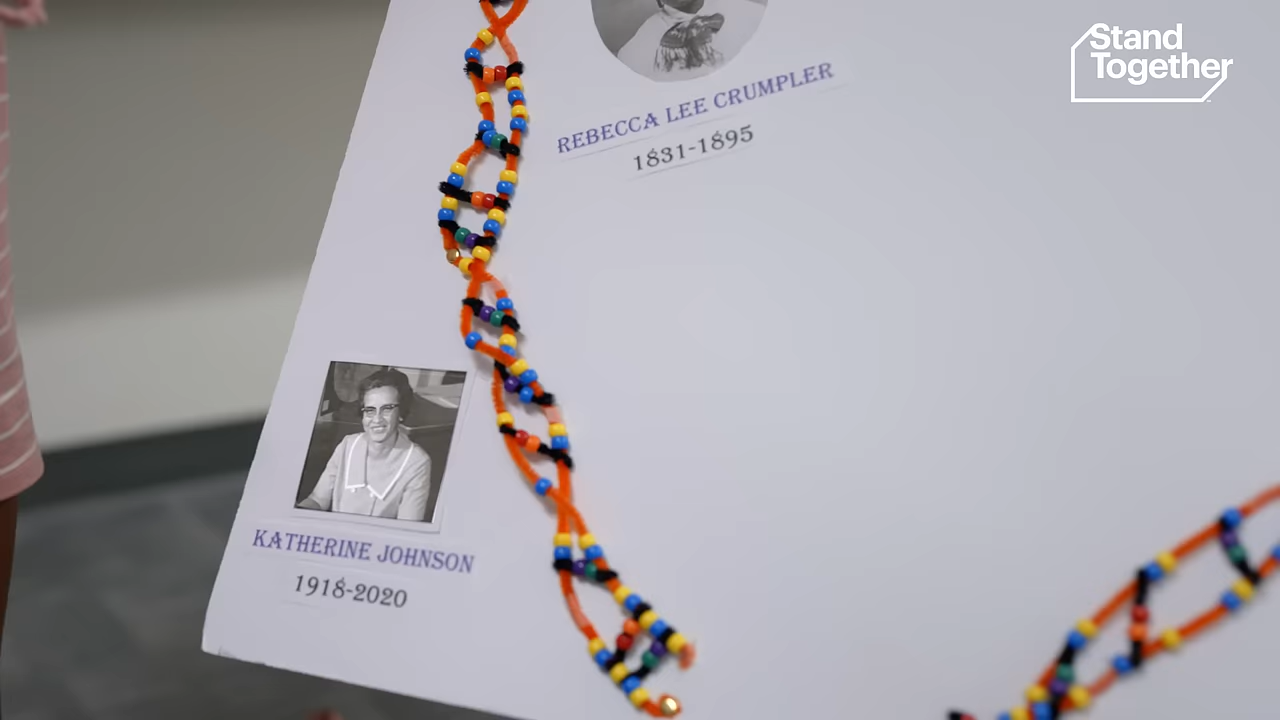 Stand
Together
REBECCA LEE CRUMPLER
1831-1895
KATHERINE JOHNSON
1918-2020